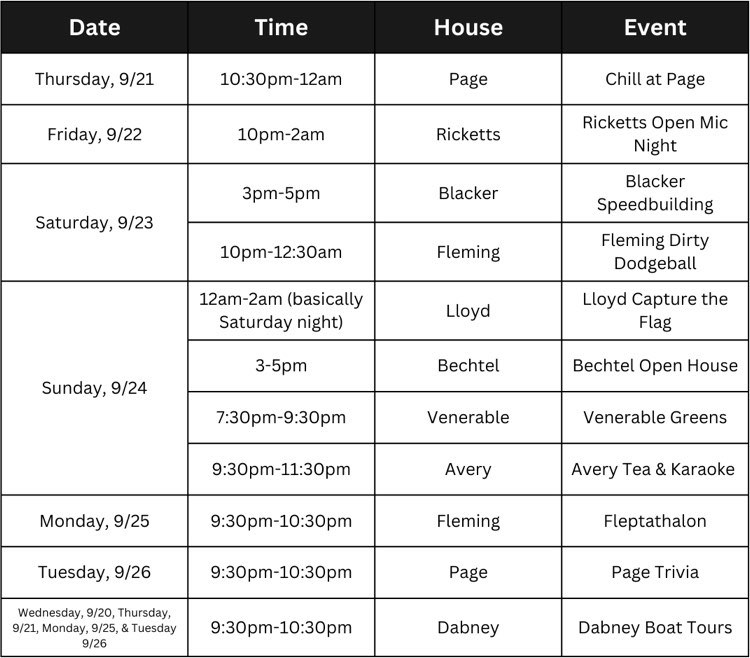 Date Time House Event
Thursday, 9/21 10:30pm-12am Page Chill at Page
Friday, 9/22 10pm-2am Ricketts Ricketts Open Mic
Night
Saturday, 9/23 3pm-5pm Blacker Blacker
Speedbuilding
10pm-12:30am Fleming Fleming Dirty
Dodgeball
Sunday, 9/24 12am-2am (basically
Saturday night) Lloyd Lloyd Capture the
Flag
3-5pm Bechtel Bechtel Open House
7:30pm-9:30pm Venerable Venerable Greens
9:30pm-11:30pm Avery Avery Tea & Karaoke
Monday, 9/25 9:30pm-10:30pm Fleming Fleptathalon
Tuesday, 9/26 9:30pm-10:30pm Page Page Trivia
Wednesday, 9/20, Thursday,
9/21, Monday, 9/25, & Tuesday
9/26 9:30pm-10:30pm Dabney Dabney Boat Tours